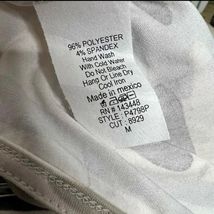 96% POLYESTER
4% SPANDEX
Hand Wash
With Cold Water
Do Not Bleach
Hang Or Line Dry
Cool Iron
Made in mexico
RN # 143448
STYLE : P4798P
CUT : 8929
M